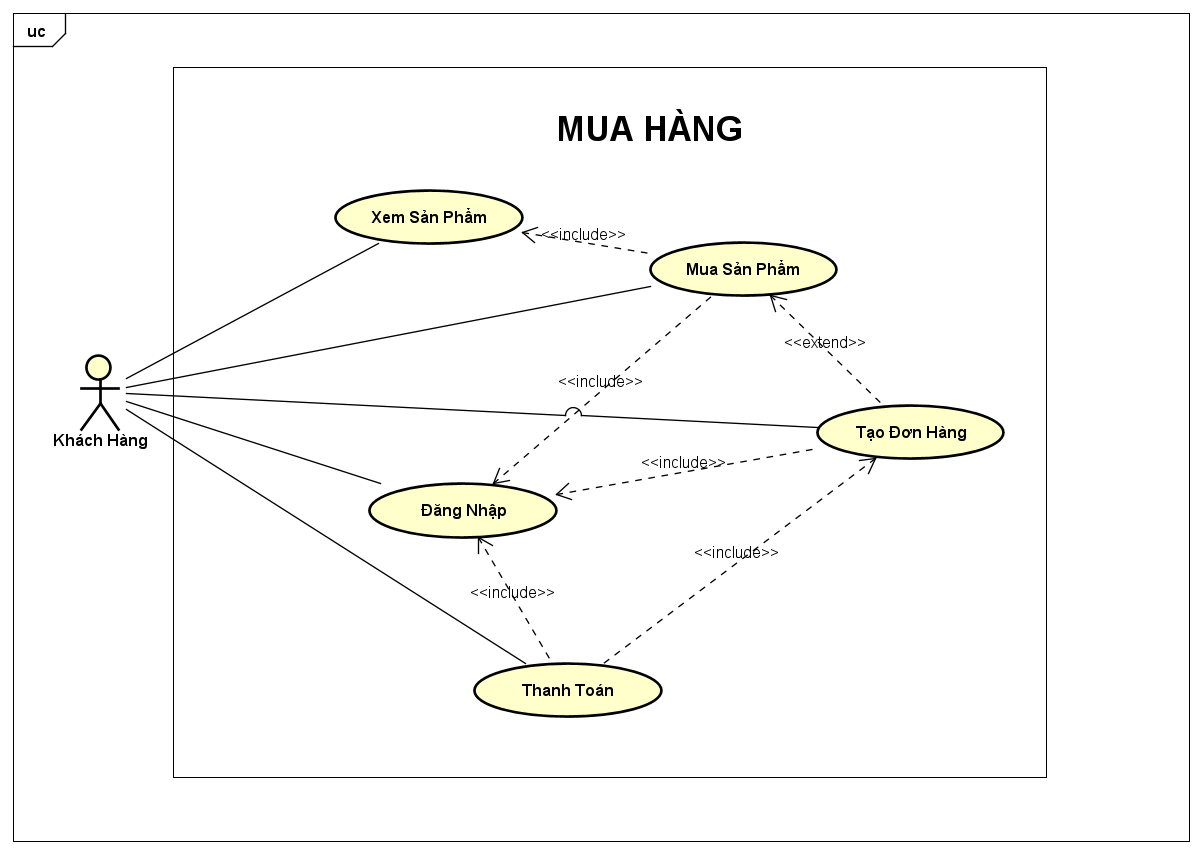 uc
MUA HÀNG
Xem Sản Phẩm
<<include>>
Mua Sản Phẩm
<<extend>>
<<include>>
Khách Hàng
Tạo Đơn Hàng
<<include>>
Đăng Nhập
<<include>>
<<include>>
Thanh Toán